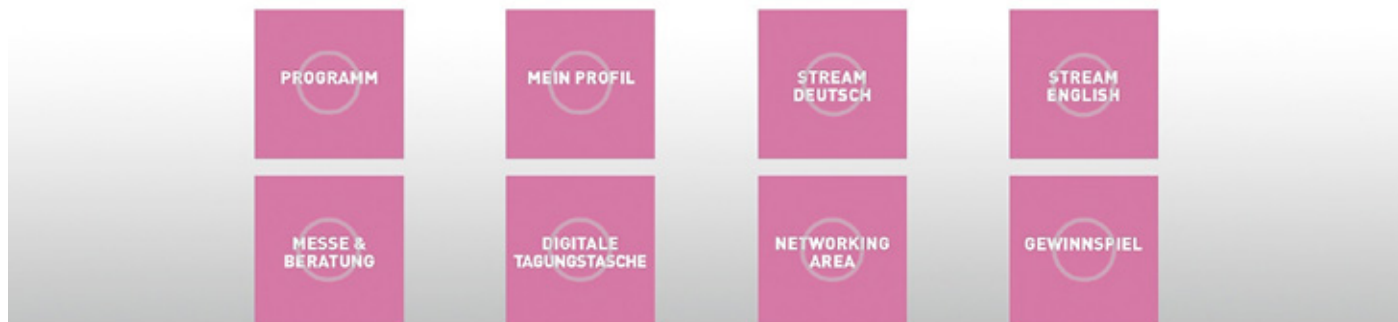 PROGRAMM
MEIN PROFIL
STREAM
DEUTSCH
STREAM
ENGLISH
MESSE &
BERATUNG
DIGITALE
TAGUNGSTASCHE
NETWORKING
AREA
GEWINNSPIEL